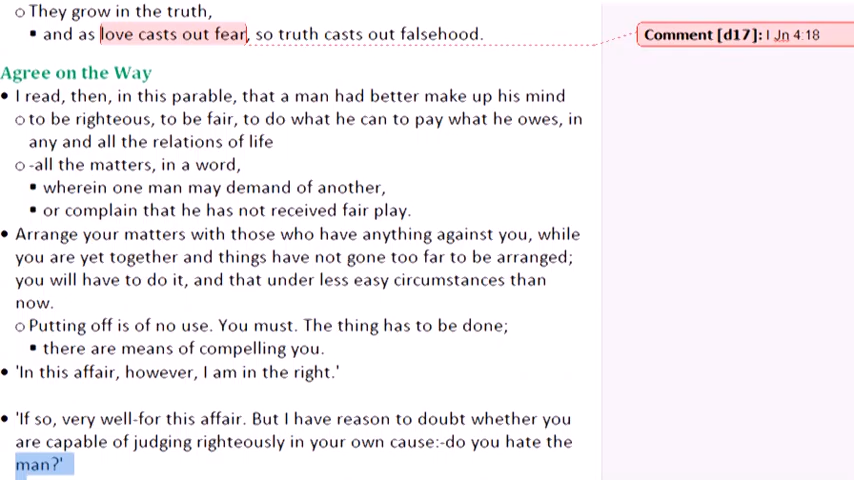 ○ They grow in the truth,
▪ and as love casts out fear, so truth casts out falsehood.
Comment [d17]: I Jn 4:18
Agree on the Way
• I read, then, in this parable, that a man had better make up his mind
○ to be righteous, to be fair, to do what he can to pay what he owes, in
any and all the relations of life
○ -all the matters, in a word,
▪ wherein one man may demand of another,
▪ or complain that he has not received fair play.
• Arrange your matters with those who have anything against you, while
you are yet together and things have not gone too far to be arranged;
you will have to do it, and that under less easy circumstances than
now.
○ Putting off is of no use. You must. The thing has to be done;
▪ there are means of compelling you.
• 'In this affair, however, I am in the right.'
• 'If so, very well-for this affair. But I have reason to doubt whether you
are capable of judging righteously in your own cause:-do you hate the
man?'